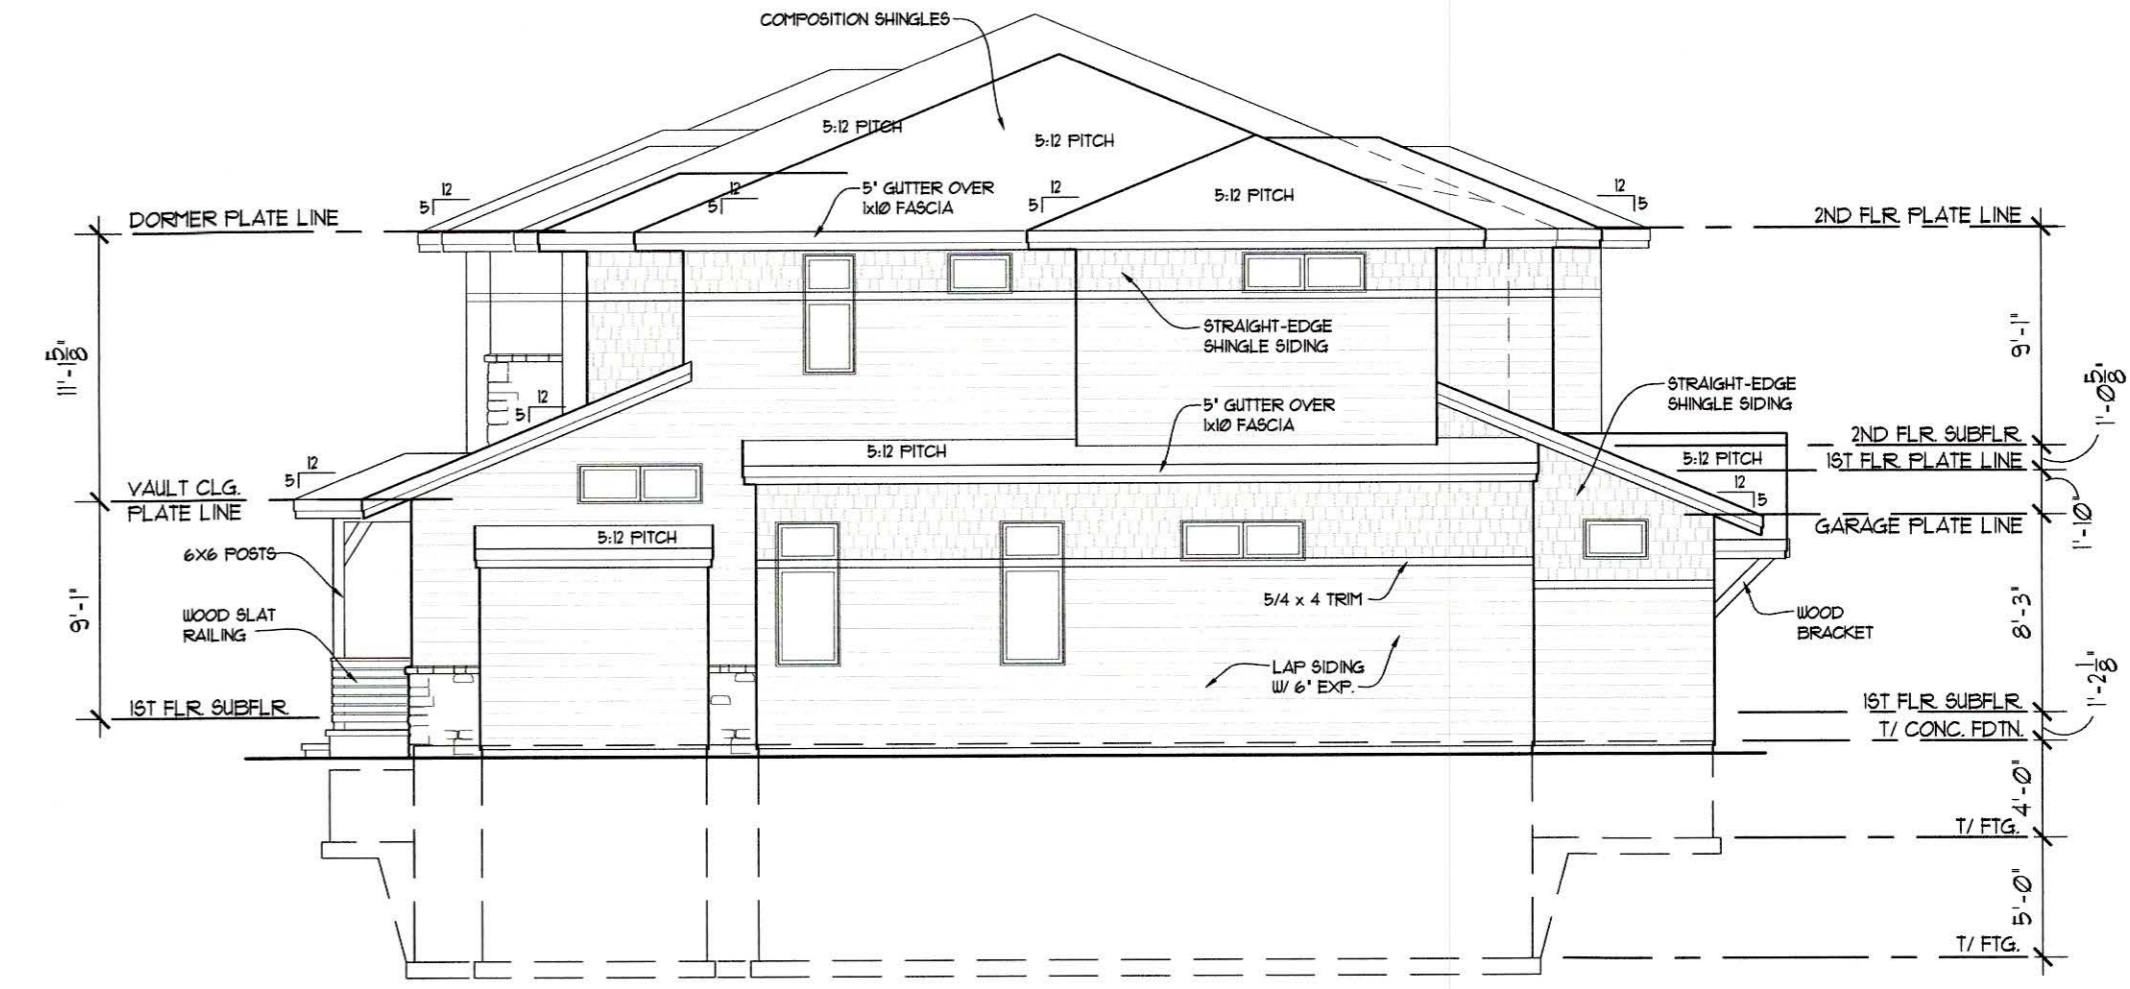 COMPOSITION SHINGLES
5:12 PITCH
5:12 PITCH
5:12 PITCH
12
5
12
5
12
5
12
5
5" GUTTER OVER
1x10 FASCIA
DORMER PLATE LINE
2ND FLR. PLATE LINE
11'-1 5/8"
9'-1"
STRAIGHT-EDGE
SHINGLE SIDING
STRAIGHT-EDGE
SHINGLE SIDING
5" GUTTER OVER
1x10 FASCIA
12
5
5:12 PITCH
2ND FLR. SUBFLR.
1'-0 5/8"
5:12 PITCH
1ST FLR. PLATE LINE
12
5
12
5
VAULT CLG.
PLATE LINE
GARAGE PLATE LINE
1'-10"
5:12 PITCH
6X6 POSTS
5/4 x 4 TRIM
9'-1"
8'-3"
WOOD SLAT
RAILING
WOOD
BRACKET
LAP SIDING
W/ 6" EXP.
1'-2 1/8"
1ST FLR. SUBFLR.
1ST FLR. SUBFLR.
T/ CONC. FDTN.
4'-0"
T/ FTG.
5'-0"
T/ FTG.